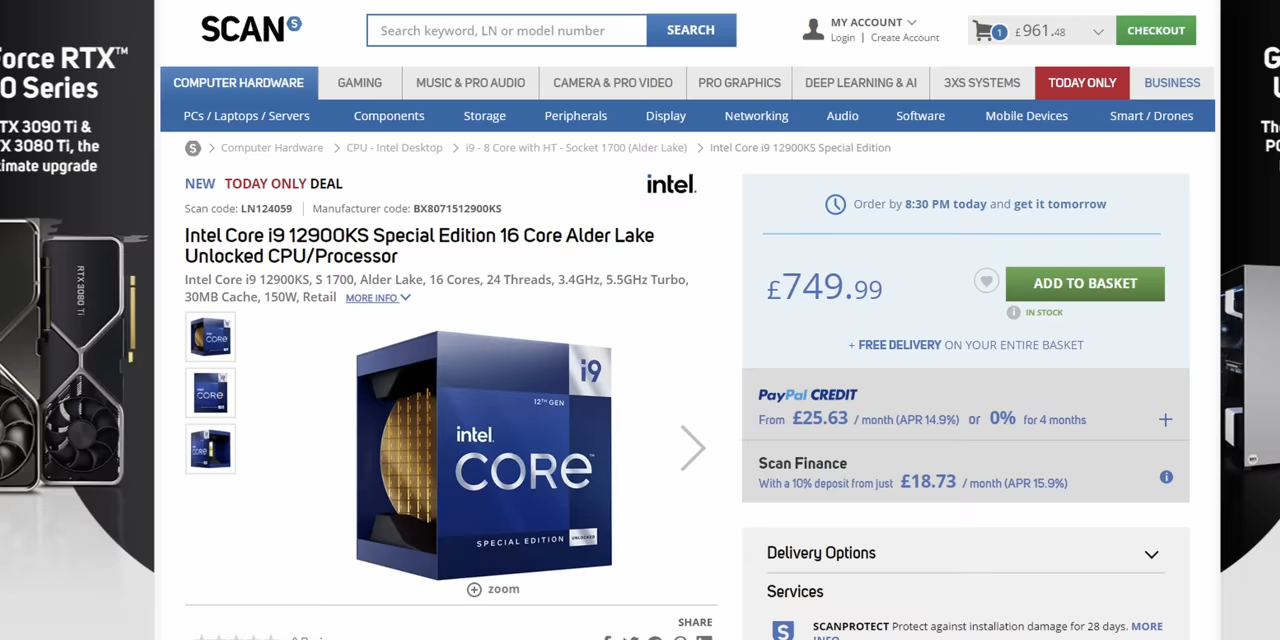 Force RTX™
0 Series
TX 3090 Ti &
X 3080 Ti, the
timate upgrade
RTX 3080 Ti
SCAN S
Search keyword, LN or model number
SEARCH
MY ACCOUNT
Login | Create Account
1 £961.48
CHECKOUT
COMPUTER HARDWARE GAMING MUSIC & PRO AUDIO CAMERA & PRO VIDEO PRO GRAPHICS DEEP LEARNING & AI 3XS SYSTEMS TODAY ONLY BUSINESS
PCs / Laptops / Servers Components Storage Peripherals Display Networking Audio Software Mobile Devices Smart / Drones
S > Computer Hardware > CPU - Intel Desktop > i9 - 8 Core with HT - Socket 1700 (Alder Lake) > Intel Core i9 12900KS Special Edition
NEW TODAY ONLY DEAL
intel.
Scan code: LN124059 | Manufacturer code: BX8071512900KS
Intel Core i9 12900KS Special Edition 16 Core Alder Lake
Unlocked CPU/Processor
Intel Core i9 12900KS, S 1700, Alder Lake, 16 Cores, 24 Threads, 3.4GHz, 5.5GHz Turbo,
30MB Cache, 150W, Retail MORE INFO
CORE
CORE
CORE
i9
12TH GEN
intel.
CORE™
SPECIAL EDITION UNLOCKED
zoom
SHARE
Order by 8:30 PM today and get it tomorrow
£749.99
ADD TO BASKET
IN STOCK
+ FREE DELIVERY ON YOUR ENTIRE BASKET
PayPal CREDIT
From £25.63 / month (APR 14.9%) or 0% for 4 months
Scan Finance
With a 10% deposit from just £18.73 / month (APR 15.9%)
Delivery Options
Services
SCANPROTECT Protect against installation damage for 28 days. MORE
INFO
G
Th
PC